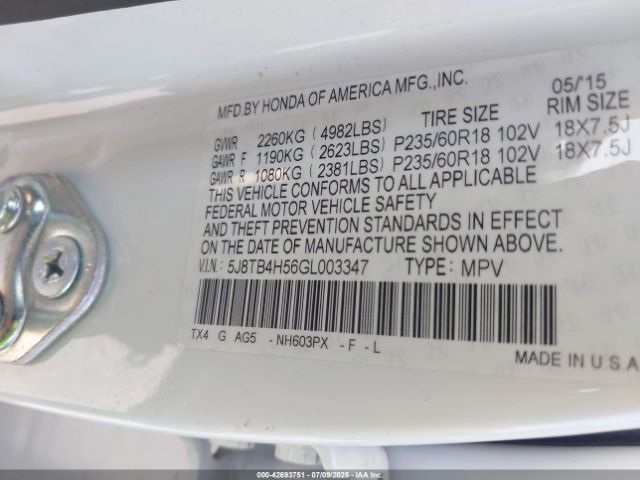 MFD.BY HONDA OF AMERICA MFG.,INC. 05/'15
TIRE SIZE RIM SIZE
GVWR 2260KG (4982LBS)
GAWR F 1190KG (2623LBS) P235/60R18 102V 18X7.5J
GAWR R 1080KG (2381LBS) P235/60R18 102V 18X7.5J
THIS VEHICLE CONFORMS TO ALL APPLICABLE
FEDERAL MOTOR VEHICLE SAFETY
AND THEFT PREVENTION STANDARDS IN EFFECT
ON THE DATE OF MANUFACTURE SHOWN ABOVE.
V.I.N: 5J8TB4H56GL003347 TYPE: MPV
TX4 G AG5 -NH603PX -F -L
MADE IN U.S.A
000-42693751 | 07/09/2025 - IAAI.com